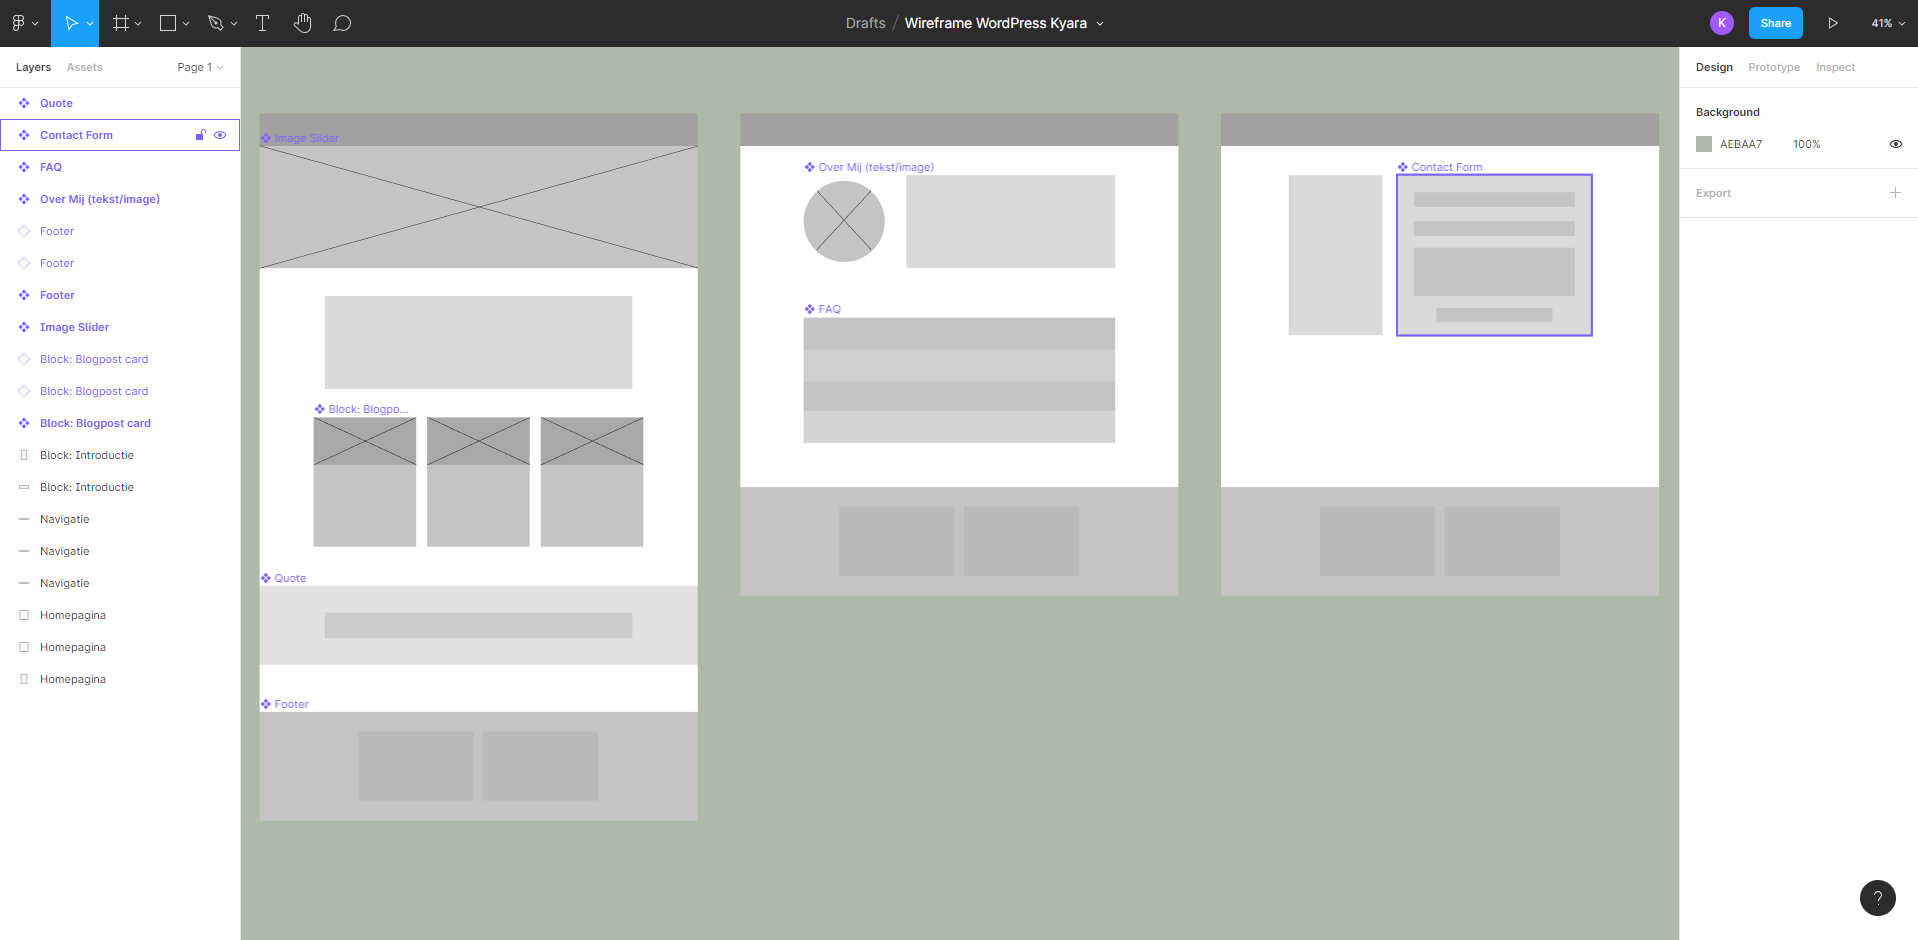 Drafts / Wireframe WordPress Kyara
K
Share
41%
Layers
Assets
Page 1
Quote
Contact Form
FAQ
Over Mij (tekst/image)
Footer
Footer
Footer
Image Slider
Block: Blogpost card
Block: Blogpost card
Block: Blogpost card
Block: Introductie
Block: Introductie
Navigatie
Navigatie
Navigatie
Homepagina
Homepagina
Homepagina
Image Slider
Block: Blogpo...
Quote
Footer
Over Mij (tekst/image)
FAQ
Contact Form
Design
Prototype
Inspect
Background
AEBAA7
100%
Export
?